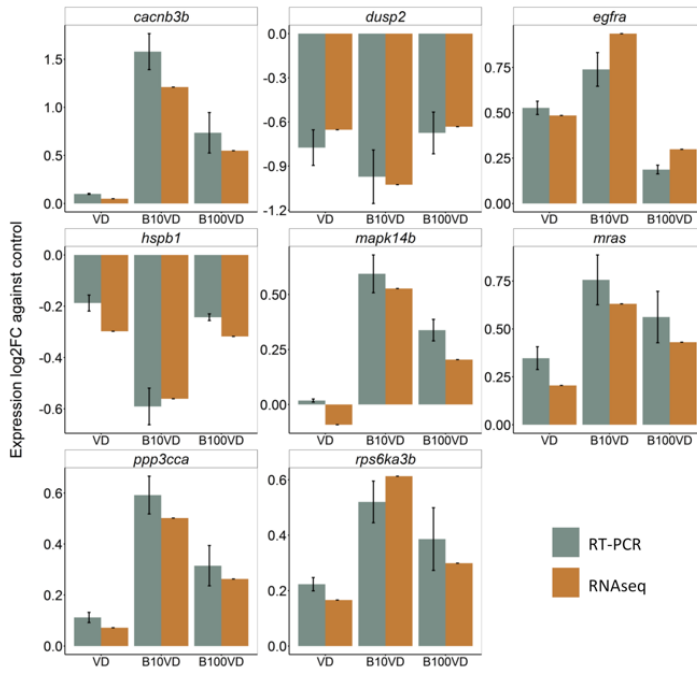 Expression log2FC against control
cacnb3b
1.5
1.0
0.5
0.0
VD B10VD B100VD
dusp2
0.0
-0.3
-0.6
-0.9
-1.2
VD B10VD B100VD
egfra
0.75
0.50
0.25
0.00
VD B10VD B100VD
hspb1
0.0
-0.2
-0.4
-0.6
VD B10VD B100VD
mapk14b
0.50
0.25
0.00
VD B10VD B100VD
mras
0.75
0.50
0.25
0.00
VD B10VD B100VD
ppp3cca
0.6
0.4
0.2
0.0
VD B10VD B100VD
rps6ka3b
0.6
0.4
0.2
0.0
VD B10VD B100VD
RT-PCR
RNAseq